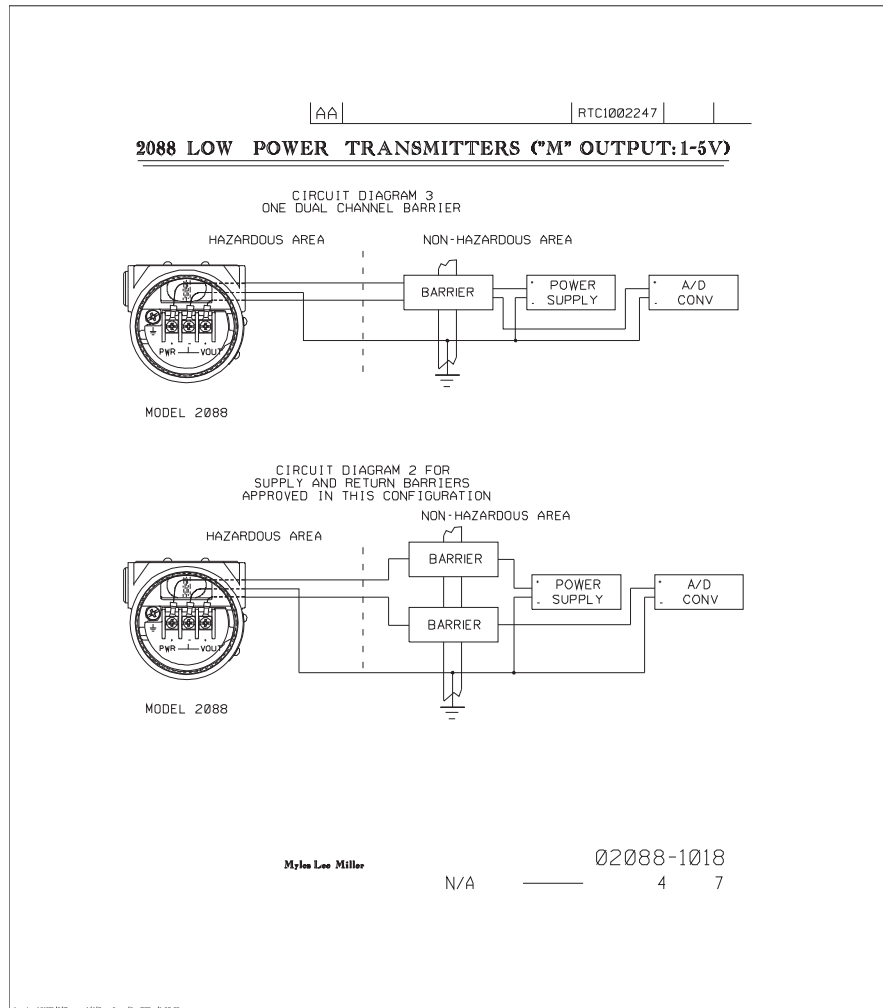 AA RTC1002247
2088 LOW POWER TRANSMITTERS ("M" OUTPUT: 1-5V)
CIRCUIT DIAGRAM 3
ONE DUAL CHANNEL BARRIER
HAZARDOUS AREA NON-HAZARDOUS AREA
BARRIER
+ POWER
- SUPPLY
+ A/D
- CONV
PWR VOUT
MODEL 2088
CIRCUIT DIAGRAM 2 FOR
SUPPLY AND RETURN BARRIERS
APPROVED IN THIS CONFIGURATION
NON-HAZARDOUS AREA
HAZARDOUS AREA
BARRIER
+ POWER
- SUPPLY
+ A/D
- CONV
BARRIER
PWR VOUT
MODEL 2088
Myles Lee Miller
02088-1018
N/A 4 7